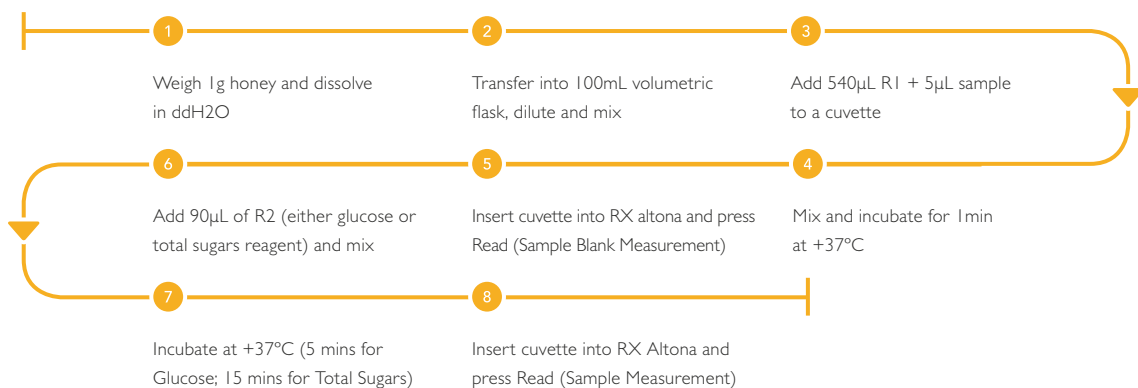 1
Weigh 1g honey and dissolve
in ddH2O
2
Transfer into 100mL volumetric
flask, dilute and mix
3
Add 540µL R1 + 5µL sample
to a cuvette
4
Mix and incubate for 1min
at +37ºC
5
Insert cuvette into RX altona and press
Read (Sample Blank Measurement)
6
Add 90µL of R2 (either glucose or
total sugars reagent) and mix
7
Incubate at +37ºC (5 mins for
Glucose; 15 mins for Total Sugars)
8
Insert cuvette into RX Altona and
press Read (Sample Measurement)